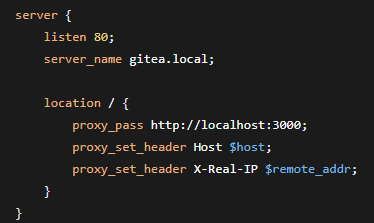 server {
    listen 80;
    server_name gitea.local;

    location / {
        proxy_pass http://localhost:3000;
        proxy_set_header Host $host;
        proxy_set_header X-Real-IP $remote_addr;
    }
}